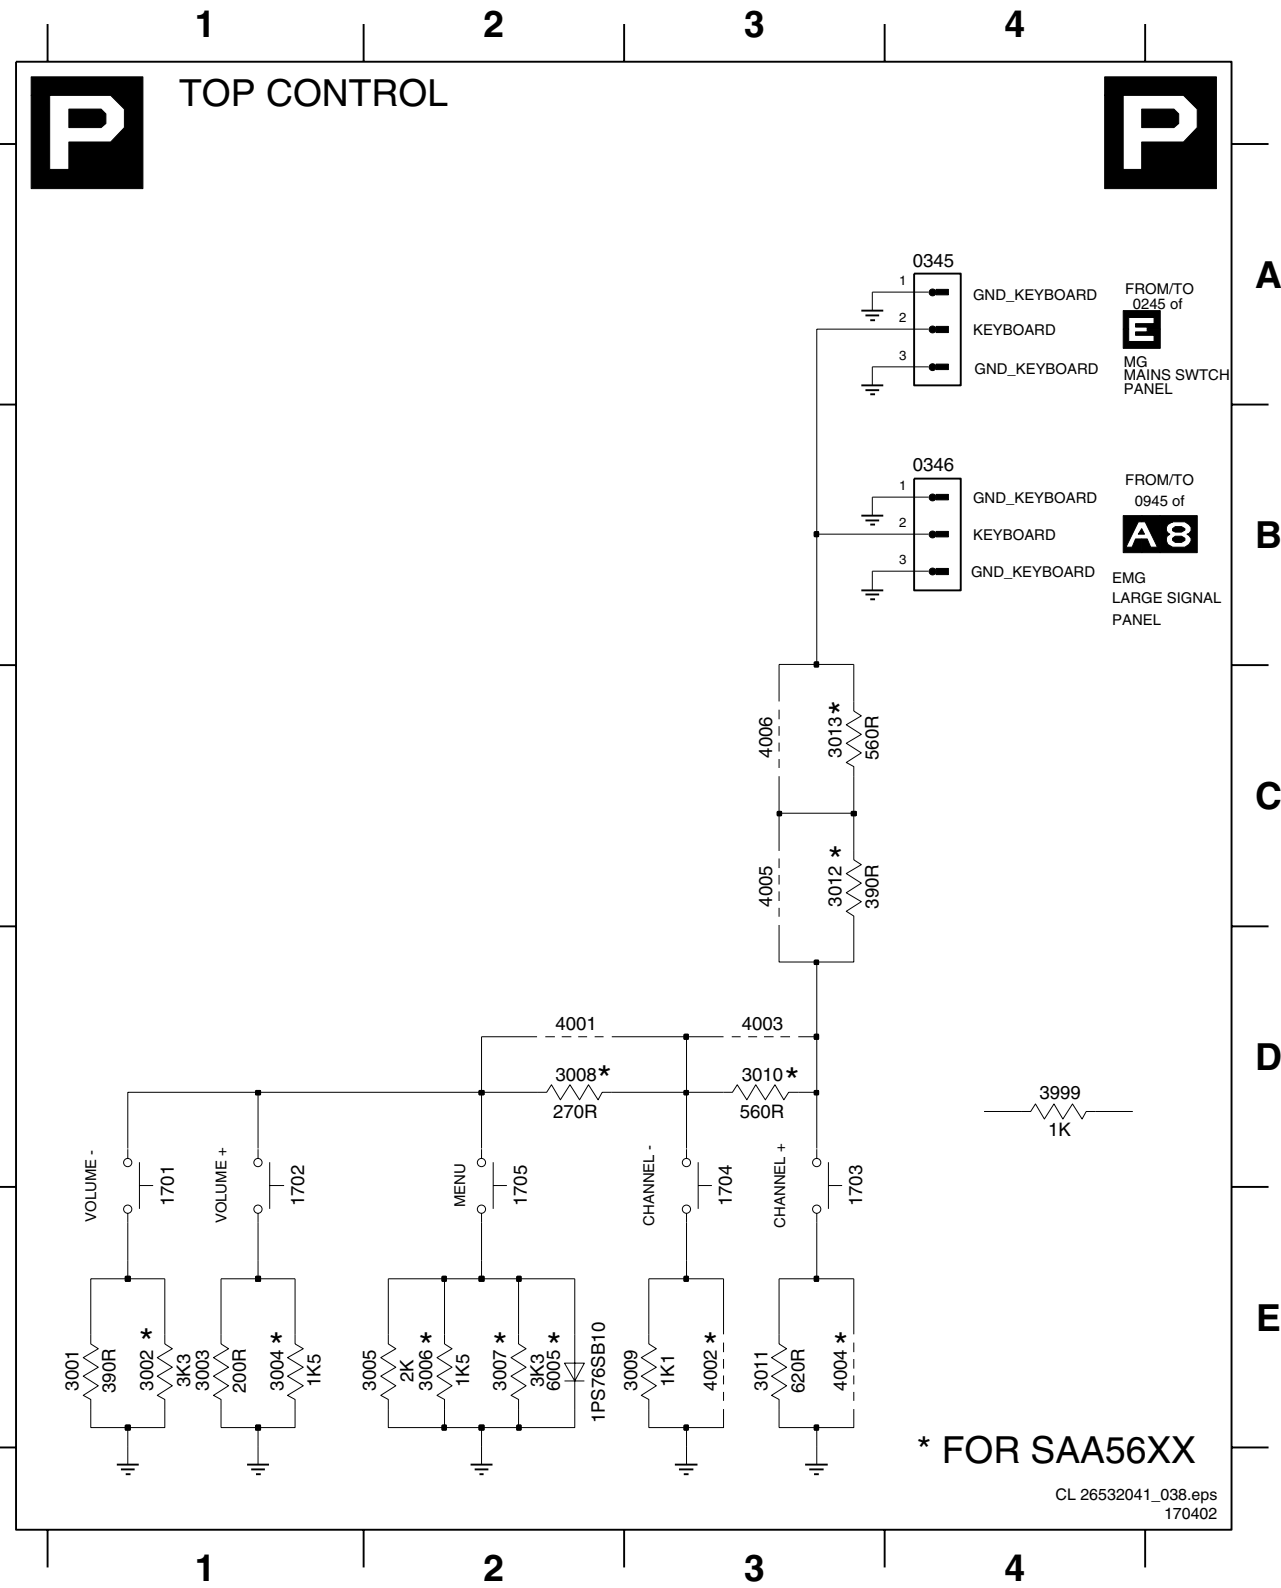 1 2 3 4
P TOP CONTROL P
A
0345
1 GND_KEYBOARD
2 KEYBOARD
3 GND_KEYBOARD
FROM/TO
0245 of
E
MG
MAINS SWTCH
PANEL
B
0346
1 GND_KEYBOARD
2 KEYBOARD
3 GND_KEYBOARD
FROM/TO
0945 of
A8
EMG
LARGE SIGNAL
PANEL
C
4006
3013*
560R
4005
3012 *
390R
D
4001
4003
3008*
270R
3010*
560R
3999
1K
VOLUME -
1701
VOLUME +
1702
MENU
1705
CHANNEL -
1704
CHANNEL +
1703
E
3001
390R
3002 *
3K3
3003
200R
3004 *
1K5
3005
2K
3006 *
1K5
3007 *
3K3
6005 *
1PS76SB10
3009
1K1
4002 *
3011
620R
4004 *
* FOR SAA56XX
CL 26532041_038.eps
170402
1 2 3 4